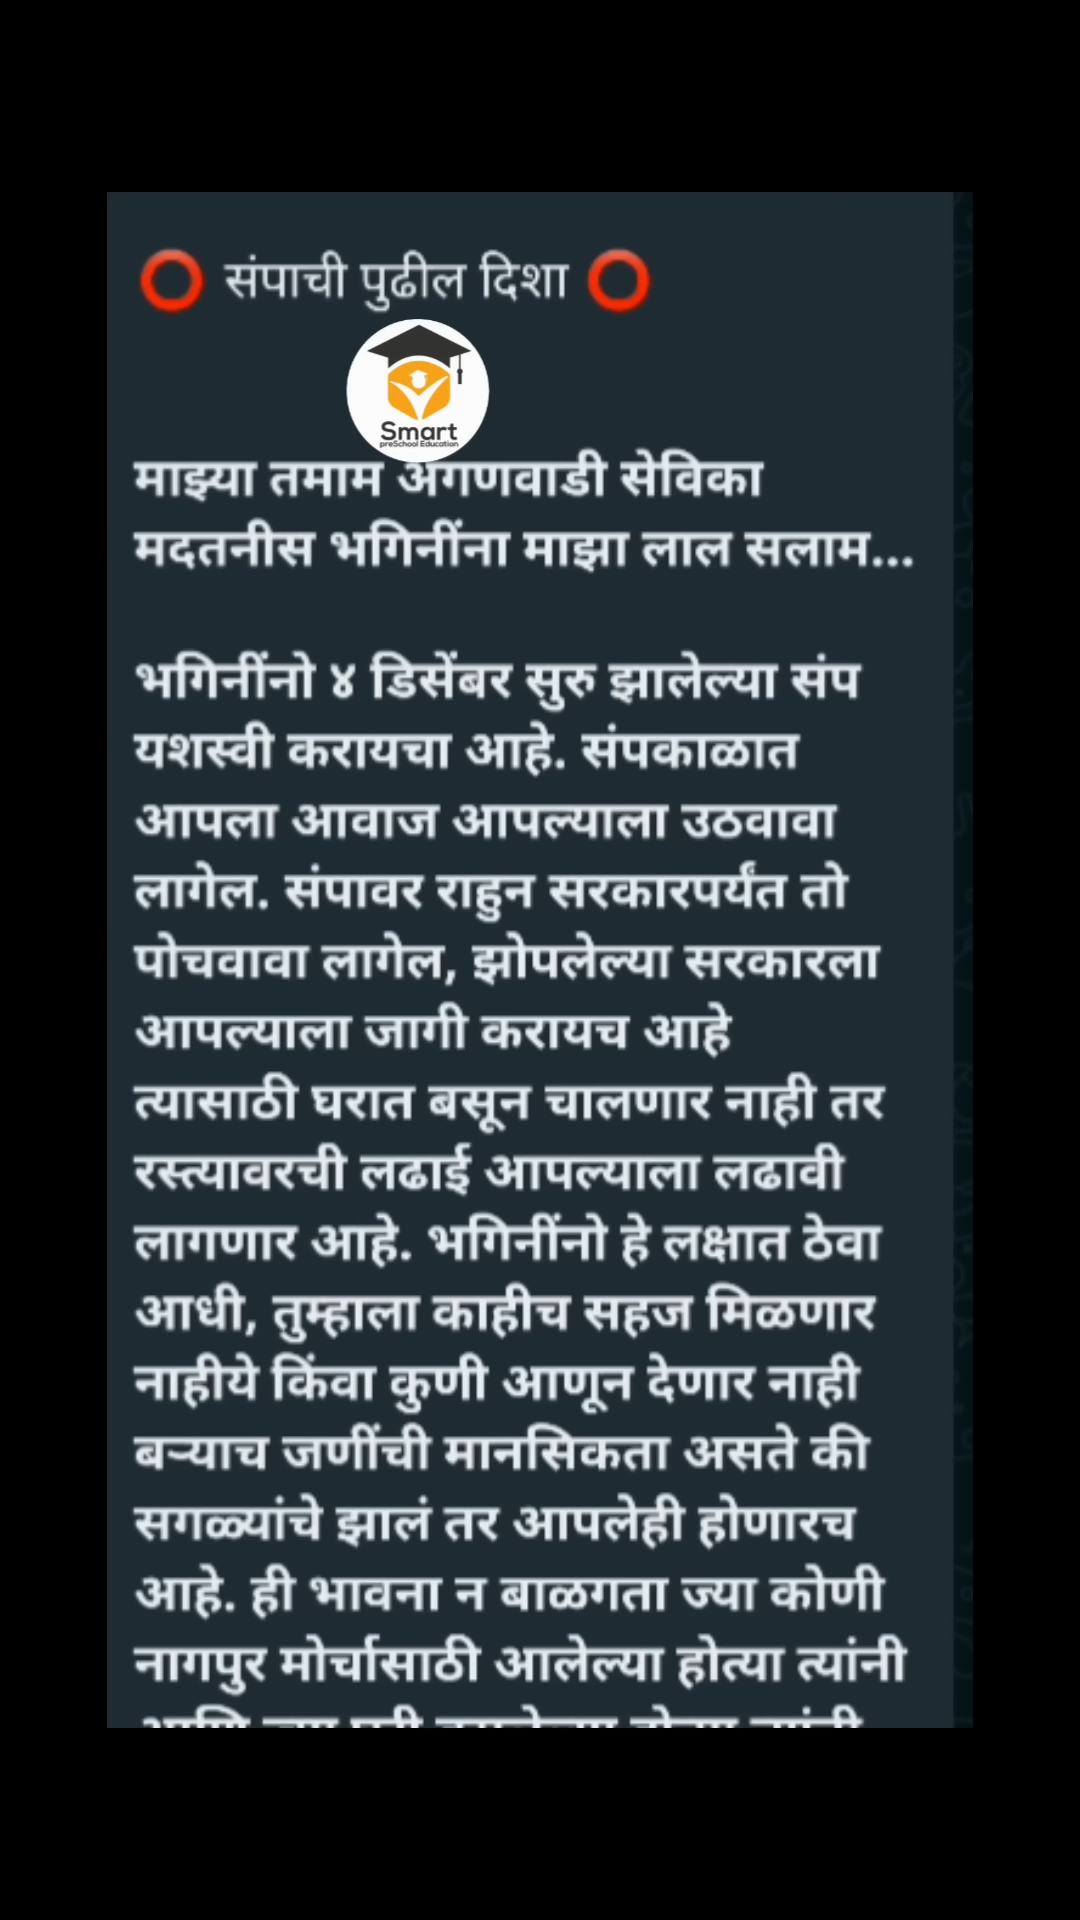 ⭕ संपाची पुढील दिशा ⭕
Smart
preSchool Education
माझ्या तमाम अंगणवाडी सेविका
मदतनीस भगिनींना माझा लाल सलाम...
भगिनींनो ४ डिसेंबर सुरु झालेल्या संप
यशस्वी करायचा आहे. संपकाळात
आपला आवाज आपल्याला उठवावा
लागेल. संपावर राहुन सरकारपर्यंत तो
पोचवावा लागेल, झोपलेल्या सरकारला
आपल्याला जागी करायच आहे
त्यासाठी घरात बसून चालणार नाही तर
रस्त्यावरची लढाई आपल्याला लढावी
लागणार आहे. भगिनींनो हे लक्षात ठेवा
आधी, तुम्हाला काहीच सहज मिळणार
नाहीये किंवा कुणी आणून देणार नाही
बऱ्याच जणींची मानसिकता असते की
सगळ्यांचे झालं तर आपलेही होणारच
आहे. ही भावना न बाळगता ज्या कोणी
नागपुर मोर्चासाठी आलेल्या होत्या त्यांनी